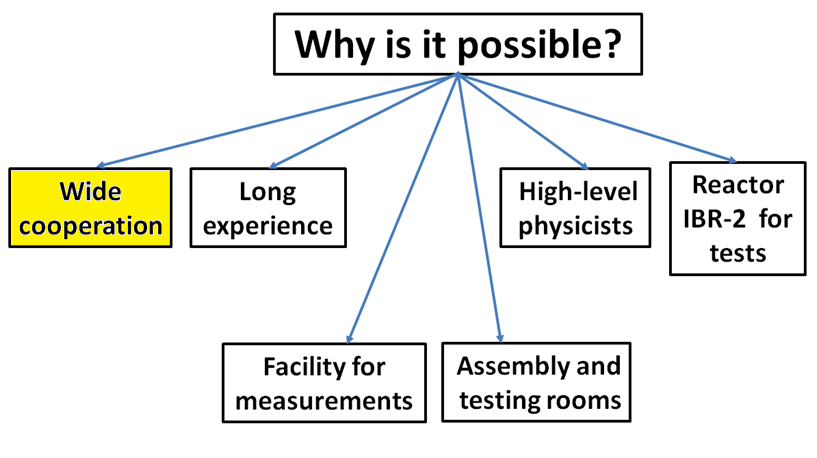 Why is it possible?
Wide
cooperation
Long
experience
High-level
physicists
Reactor
IBR-2 for
tests
Facility for
measurements
Assembly and
testing rooms